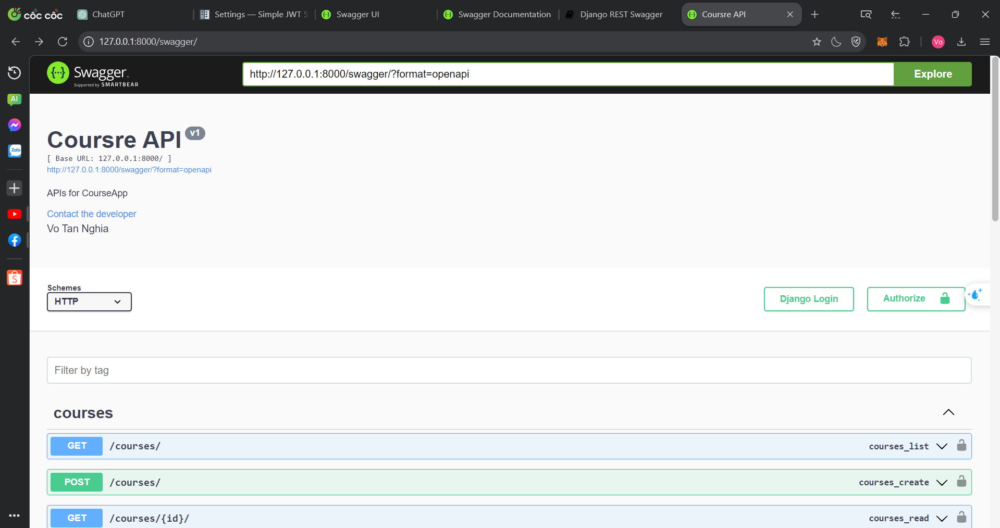 cốc cốc
ChatGPT
Settings — Simple JWT 5
Swagger UI
Swagger Documentation
Django REST Swagger
Coursre API
127.0.0.1:8000/swagger/
Vo
AI
Zalo
Swagger
Supported by SMARTBEAR
http://127.0.0.1:8000/swagger/?format=openapi
Explore
Coursre API v1
[ Base URL: 127.0.0.1:8000/ ]
http://127.0.0.1:8000/swagger/?format=openapi
APIs for CourseApp
Contact the developer
Vo Tan Nghia
Schemes
HTTP
Django Login
Authorize
Filter by tag
courses
GET /courses/ courses_list
POST /courses/ courses_create
GET /courses/{id}/ courses_read